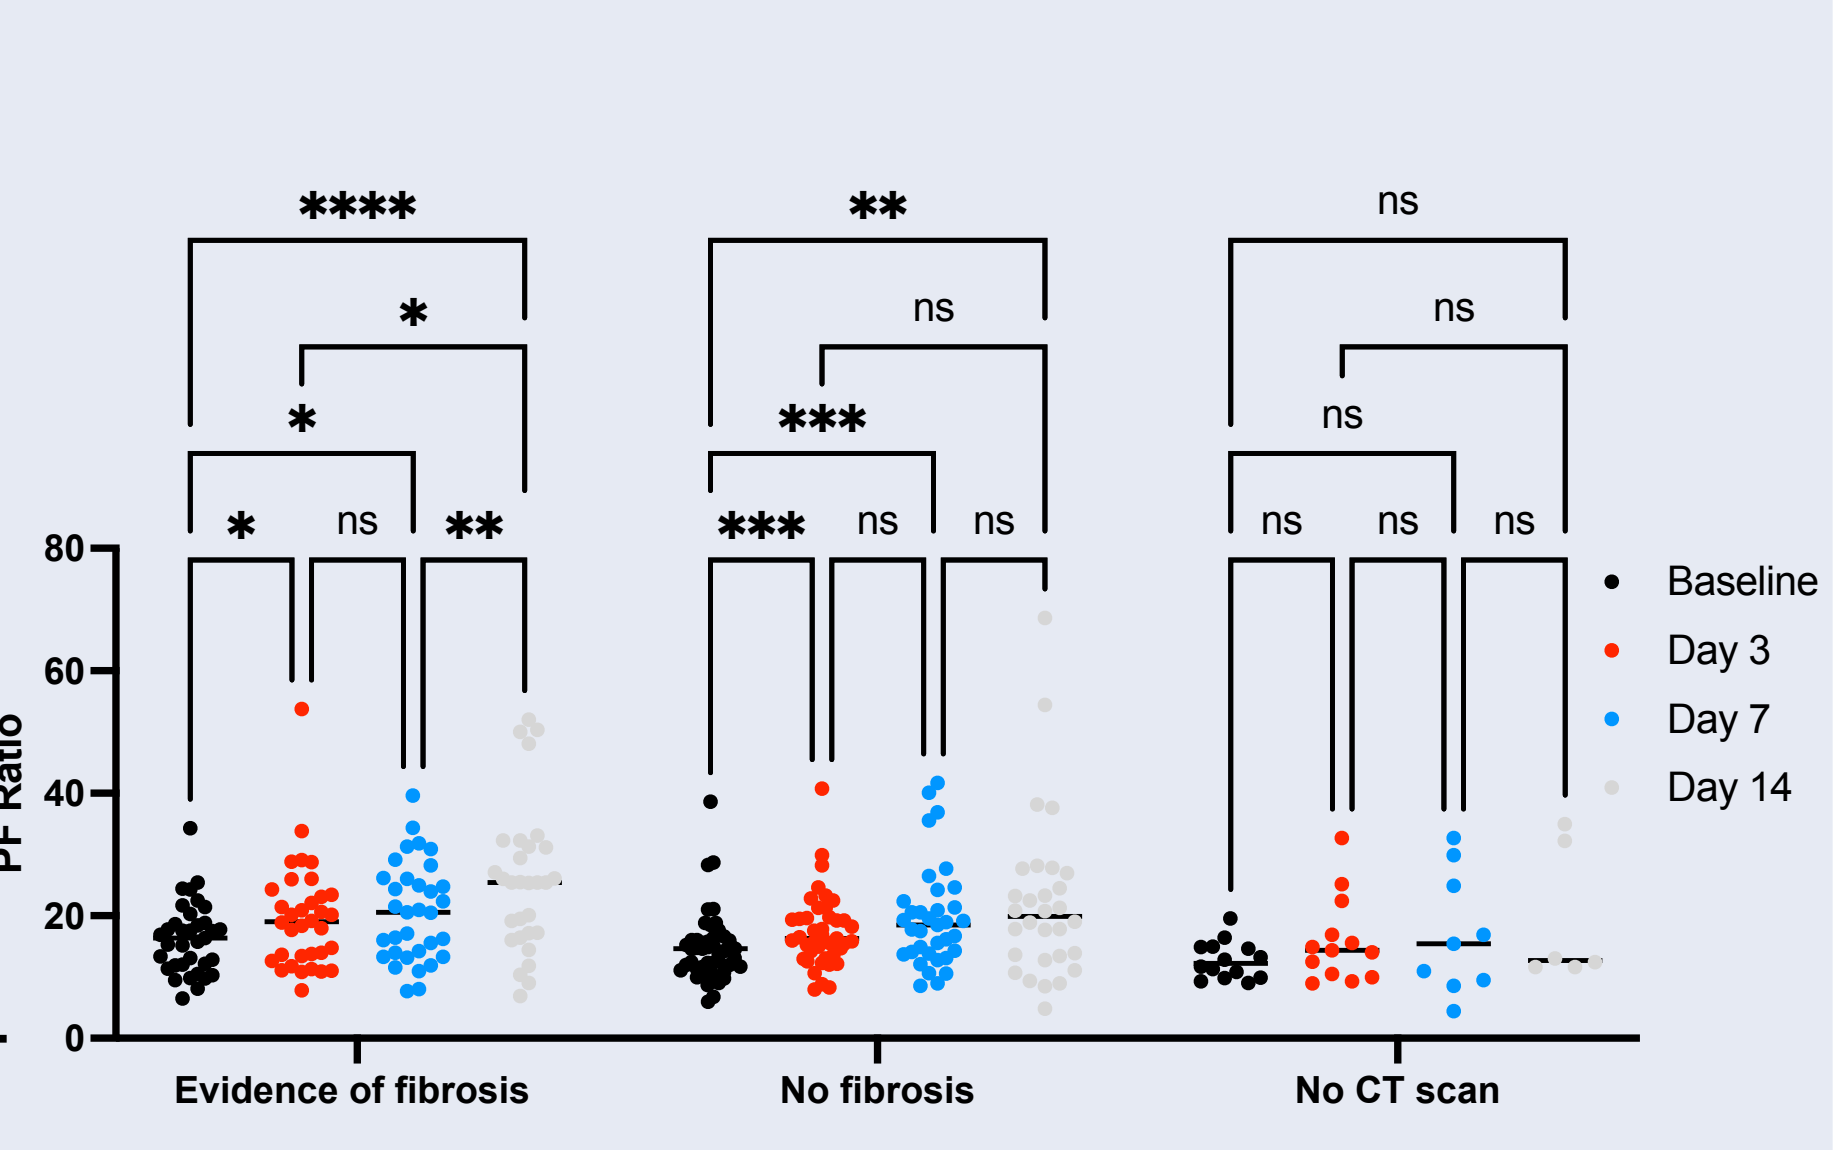 **** ** ns
* ns ns
* *** ns
* ns ** *** ns ns ns ns ns
80
60
40
20
0
PF Ratio
Baseline
Day 3
Day 7
Day 14
Evidence of fibrosis No fibrosis No CT scan